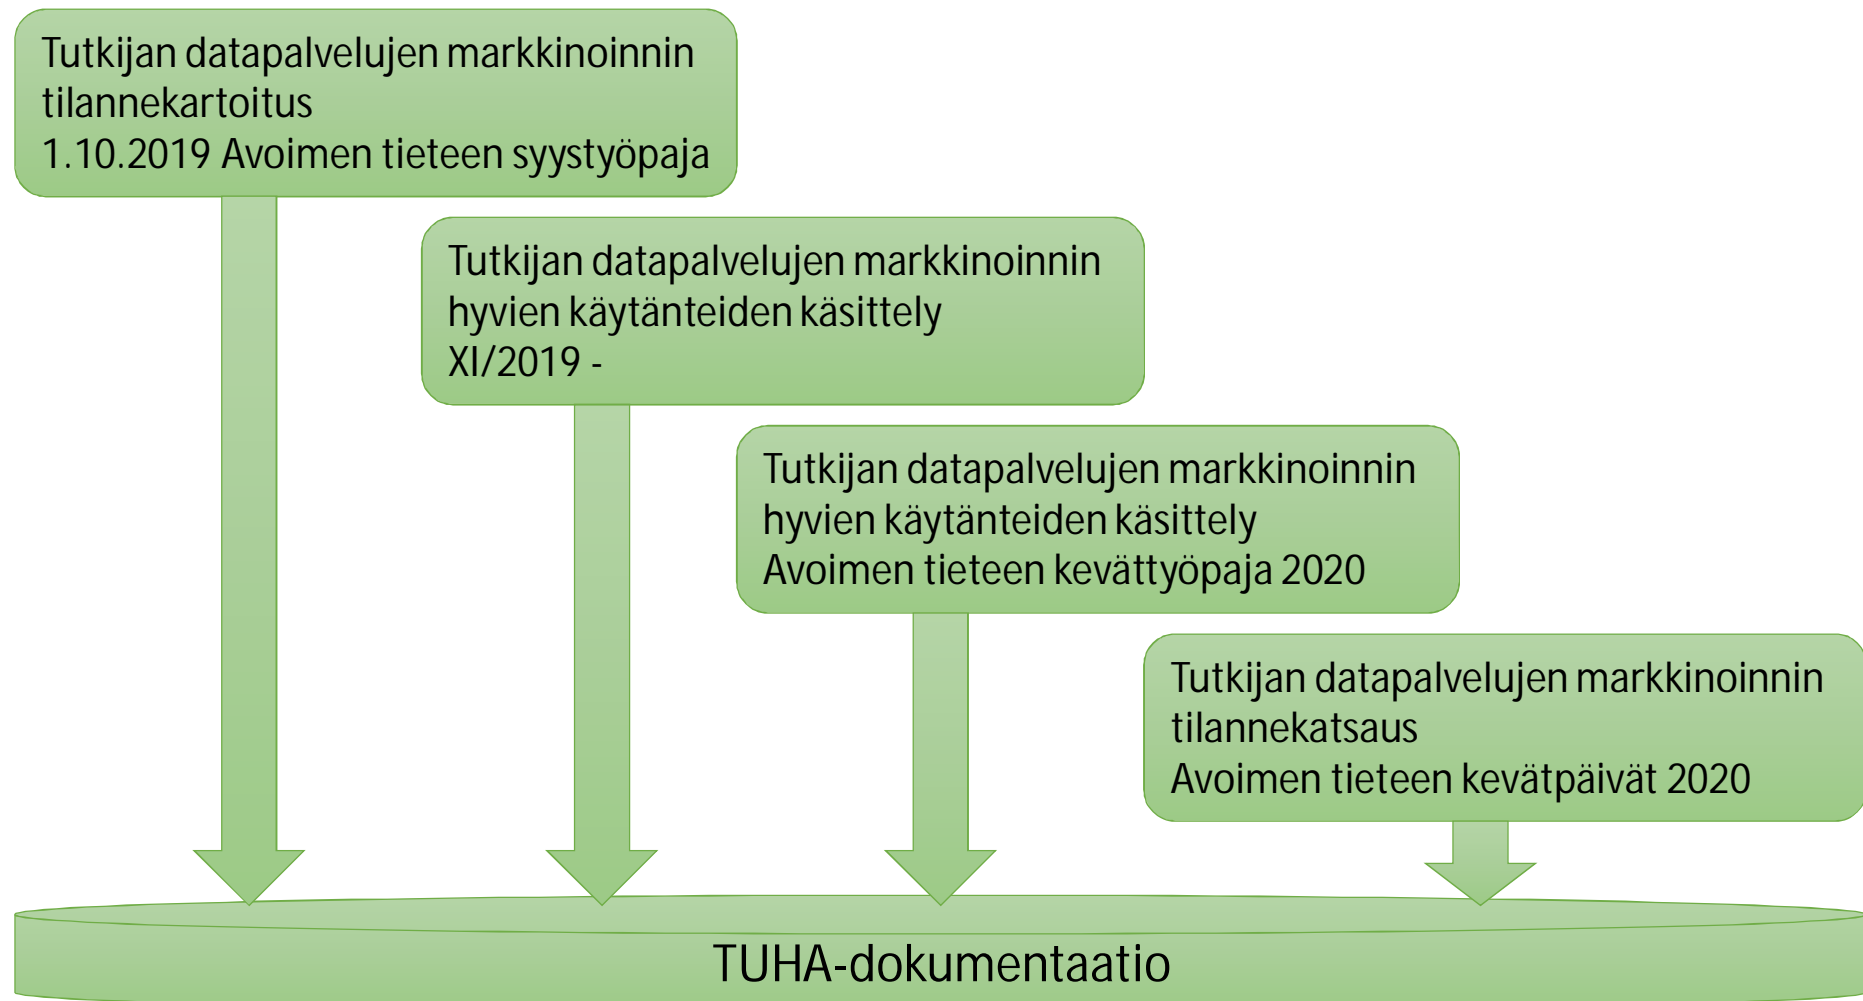 Tutkijan datapalvelujen markkinoinnin
tilannekartoitus
1.10.2019 Avoimen tieteen syystyöpaja
Tutkijan datapalvelujen markkinoinnin
hyvien käytänteiden käsittely
XI/2019 -
Tutkijan datapalvelujen markkinoinnin
hyvien käytänteiden käsittely
Avoimen tieteen kevättyöpaja 2020
Tutkijan datapalvelujen markkinoinnin
tilannekatsaus
Avoimen tieteen kevätpäivät 2020
TUHA-dokumentaatio